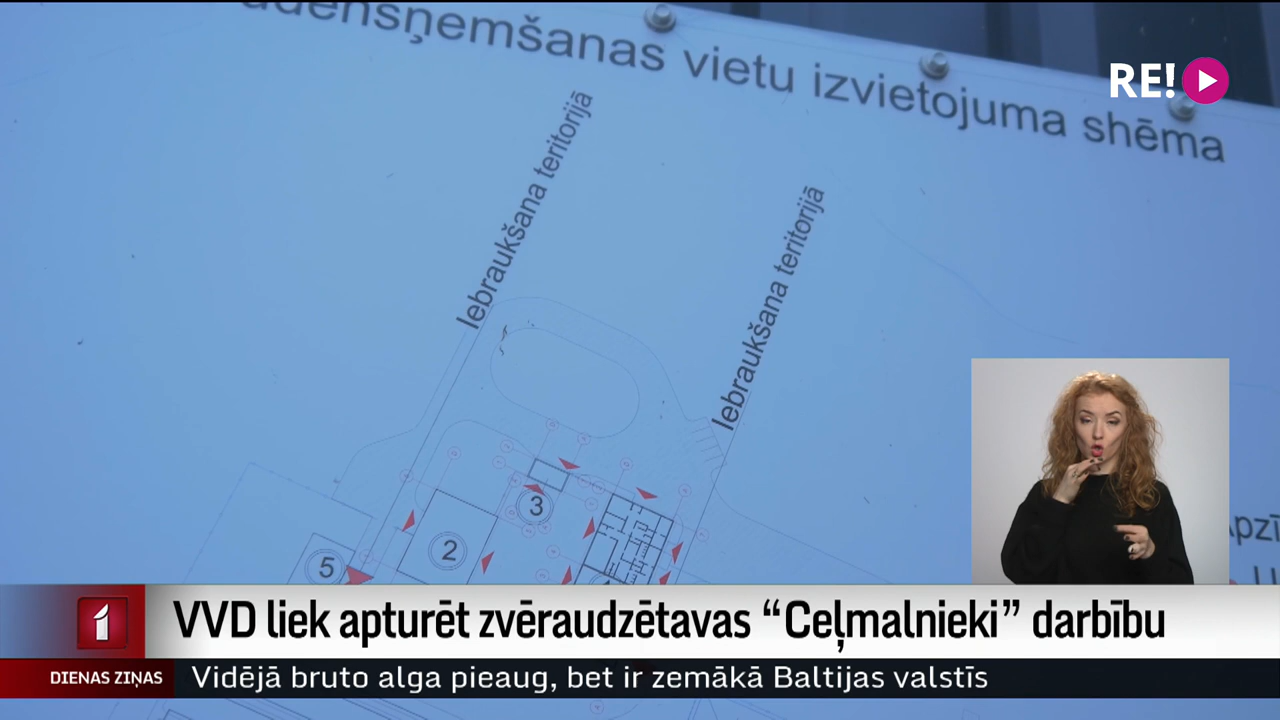 vietu izvietojuma shēma
RE!
Iebraukšana teritorijā
Iebraukšana teritorijā
3
2
5
1
VVD liek apturēt zvēraudzētavas “Ceļmalnieki” darbību
DIENAS ZIŅAS
Vidējā bruto alga pieaug, bet ir zemākā Baltijas valstīs